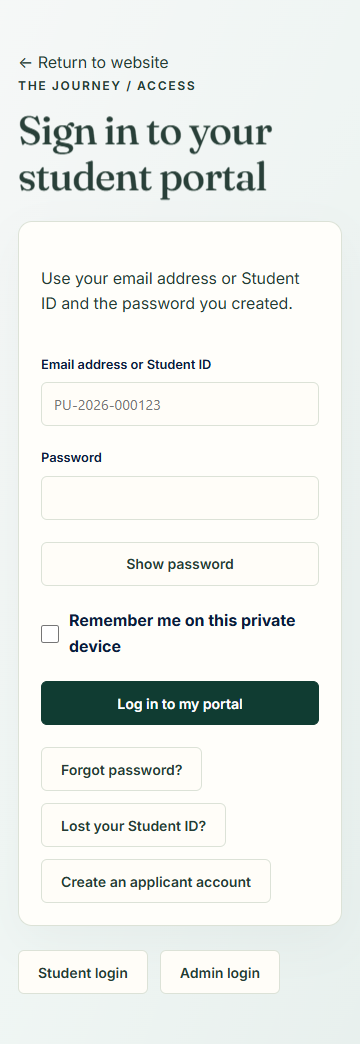 ← Return to website
THE JOURNEY / ACCESS
Sign in to your
student portal
Use your email address or Student
ID and the password you created.
Email address or Student ID
PU-2026-000123
Password
Show password
Remember me on this private
device
Log in to my portal
Forgot password?
Lost your Student ID?
Create an applicant account
Student login
Admin login